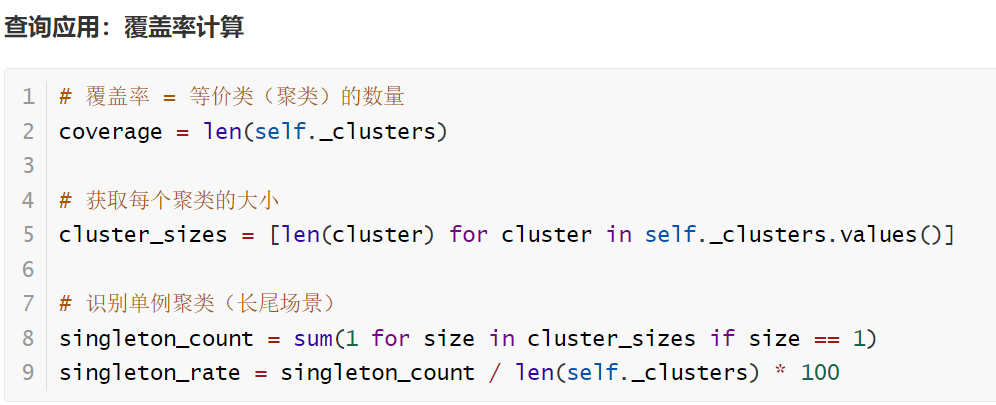 查询应用：覆盖率计算
1 # 覆盖率 = 等价类（聚类）的数量
2 coverage = len(self._clusters)
3
4 # 获取每个聚类的大小
5 cluster_sizes = [len(cluster) for cluster in self._clusters.values()]
6
7 # 识别单例聚类（长尾场景）
8 singleton_count = sum(1 for size in cluster_sizes if size == 1)
9 singleton_rate = singleton_count / len(self._clusters) * 100